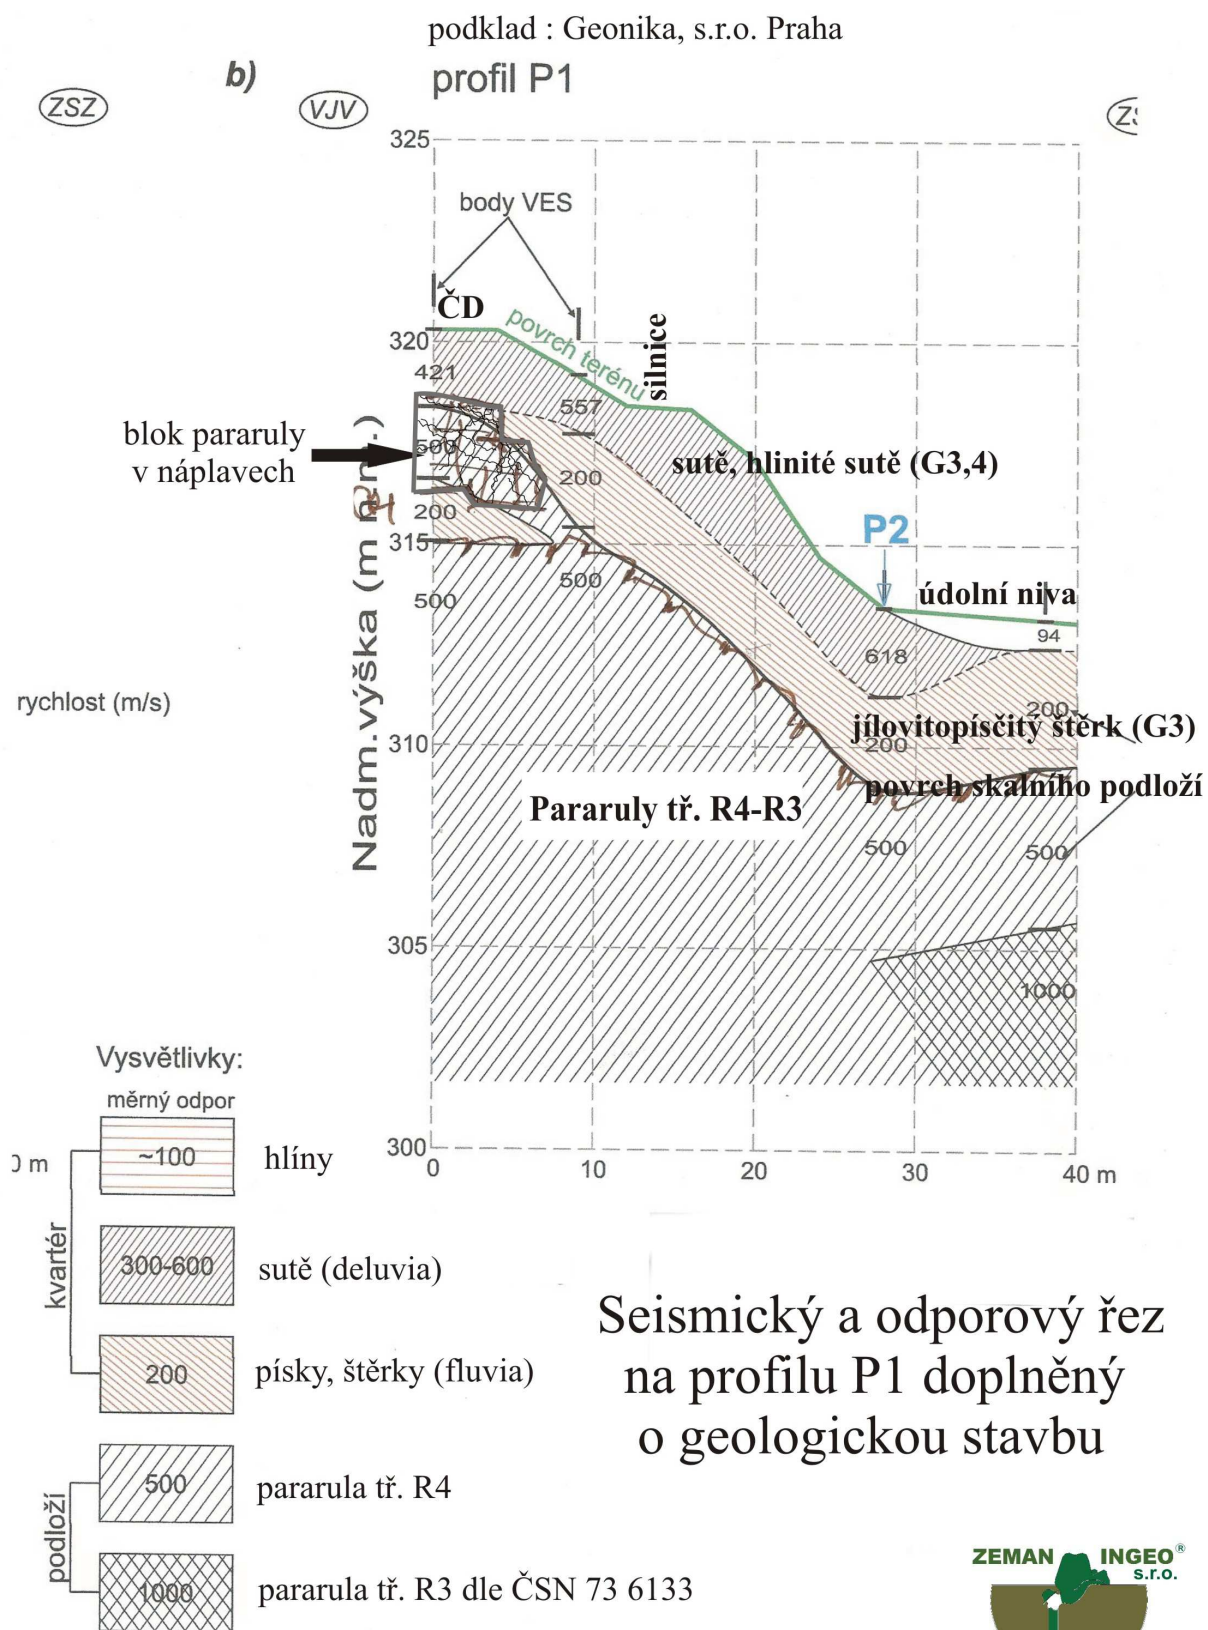 podklad : Geonika, s.r.o. Praha
b)
profil P1
ZSZ
VJV
325
body VES
ČD
povrch terénu
silnice
320
421
557
blok pararuly
v náplavech
500
200
sutě, hlinité sutě (G3,4)
200
P2
315
500
500
údolní niva
94
618
Nadm.výška (m n.m.)
rychlost (m/s)
200
jílovitopísčitý štěrk (G3)
310
200
povrch skalního podloží
Pararuly tř. R4-R3
500
500
305
1000
300
0
10
20
30
40 m
Vysvětlivky:
měrný odpor
~100
hlíny
kvartér
300-600
sutě (deluvia)
200
písky, štěrky (fluvia)
podloží
500
pararula tř. R4
1000
pararula tř. R3 dle ČSN 73 6133
Seismický a odporový řez
na profilu P1 doplněný
o geologickou stavbu
ZEMAN INGEO®
s.r.o.